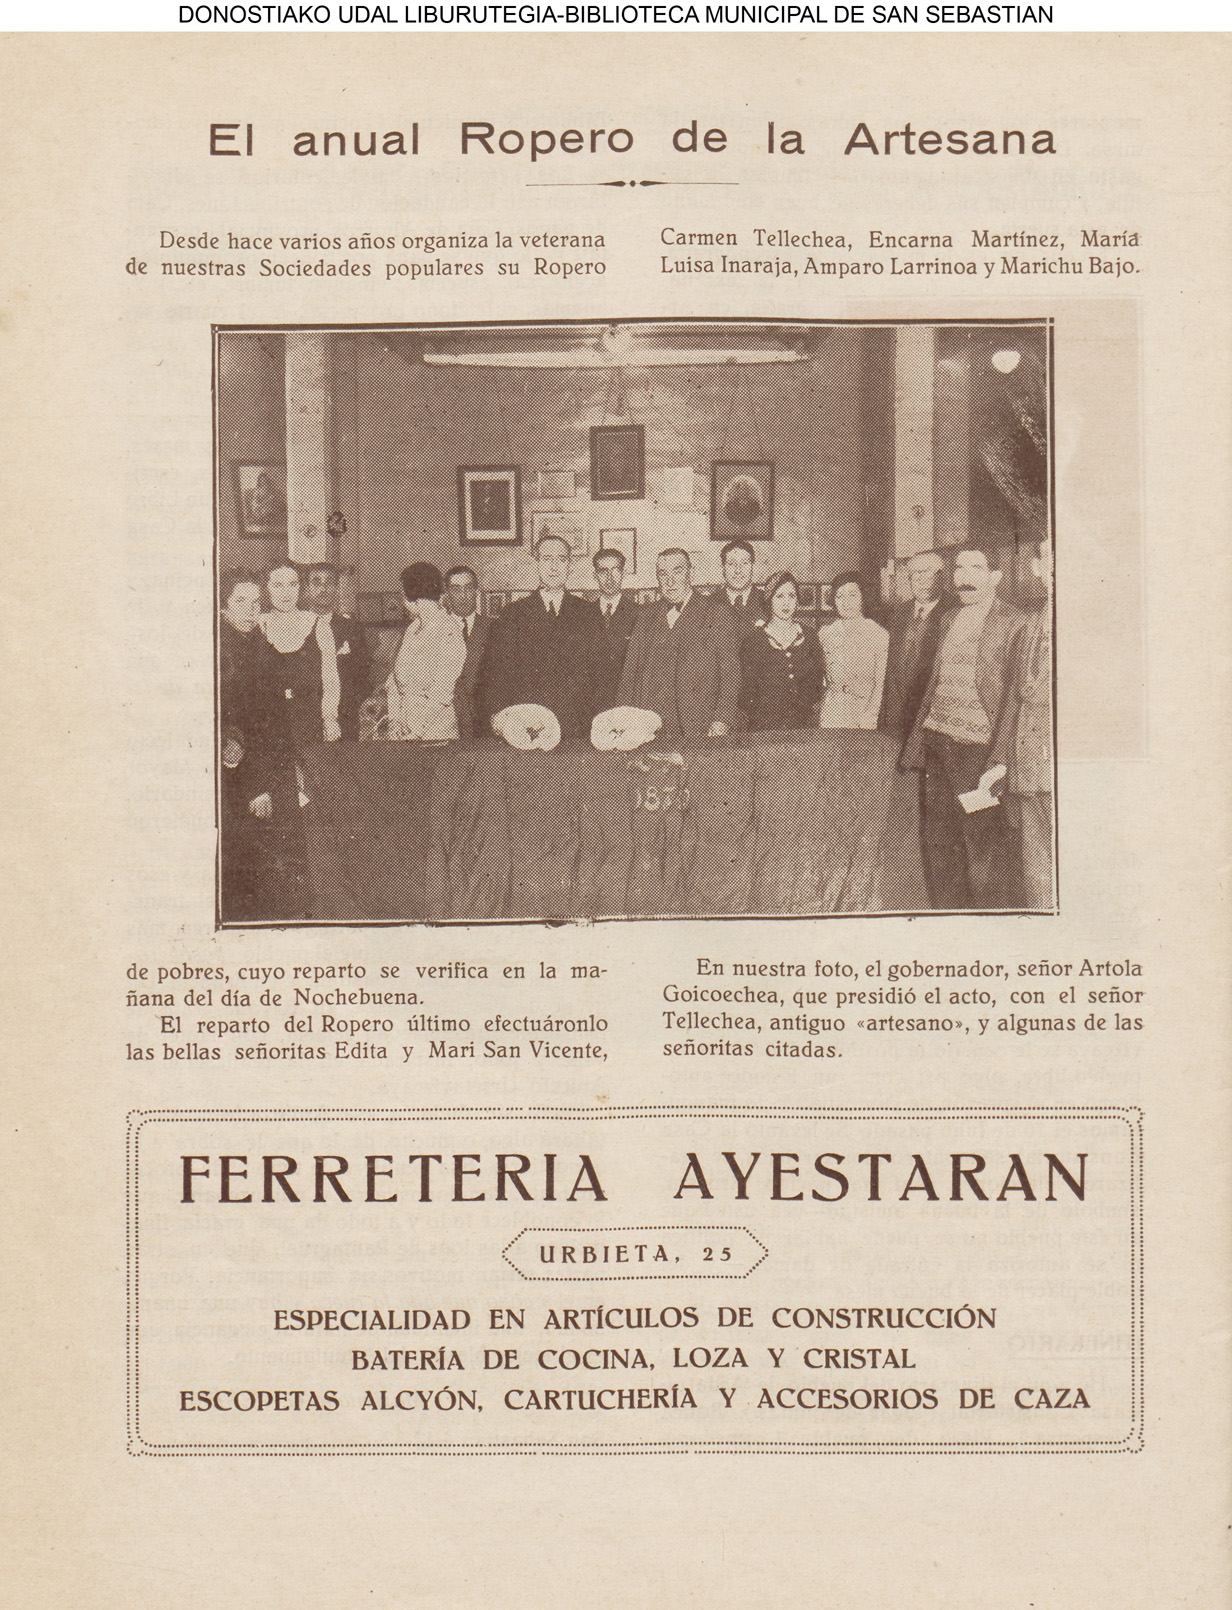 DONOSTIAKO UDAL LIBURUTEGIA-BIBLIOTECA MUNICIPAL DE SAN SEBASTIAN
El anual Ropero de la Artesana
Desde hace varios años organiza la veterana
de nuestras Sociedades populares su Ropero
de pobres, cuyo reparto se verifica en la ma-
ñana del día de Nochebuena.
El reparto del Ropero último efectuáronlo
las bellas señoritas Edita y Mari San Vicente,
Carmen Tellechea, Encarna Martínez, María
Luisa Inaraja, Amparo Larrinoa y Marichu Bajo.
1870
En nuestra foto, el gobernador, señor Artola
Goicoechea, que presidió el acto, con el señor
Tellechea, antiguo «artesano», y algunas de las
señoritas citadas.
FERRETERIA AYESTARAN
URBIETA, 25
ESPECIALIDAD EN ARTÍCULOS DE CONSTRUCCIÓN
BATERÍA DE COCINA, LOZA Y CRISTAL
ESCOPETAS ALCYÓN, CARTUCHERÍA Y ACCESORIOS DE CAZA